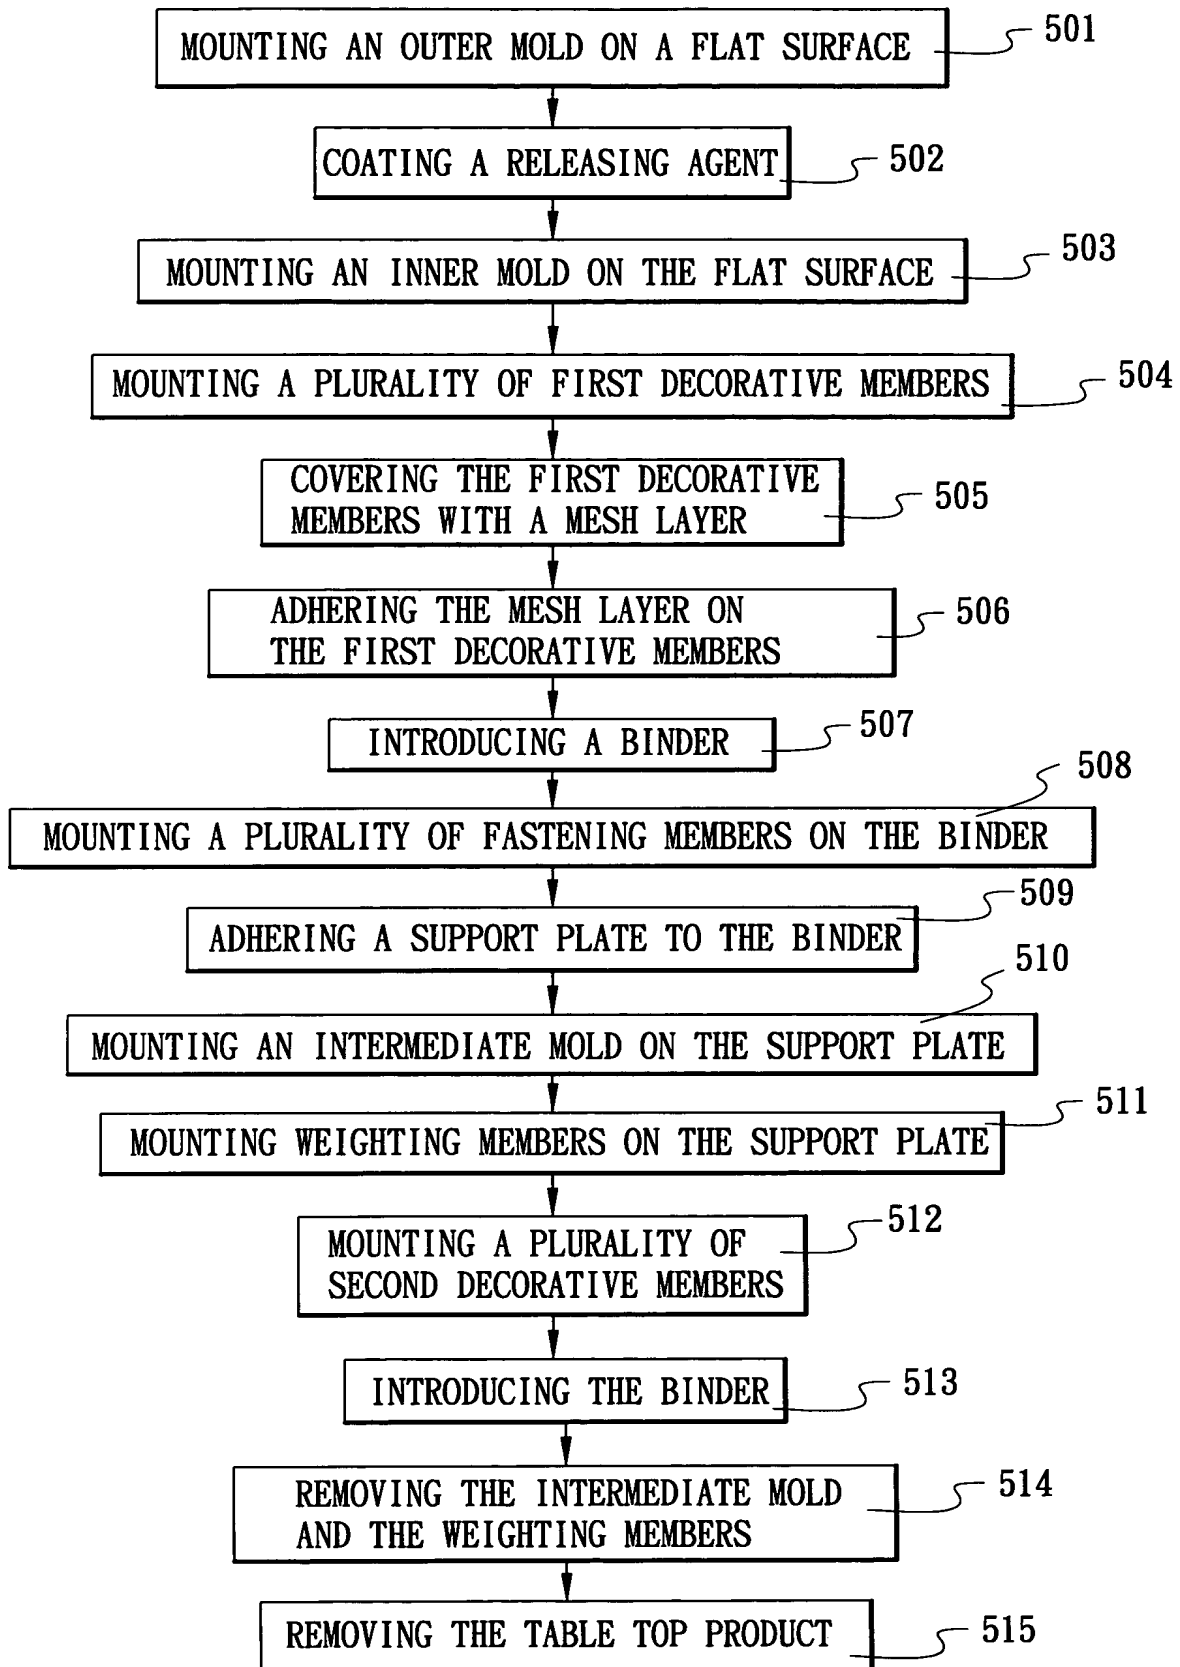 MOUNTING AN OUTER MOLD ON A FLAT SURFACE
501
COATING A RELEASING AGENT
502
MOUNTING AN INNER MOLD ON THE FLAT SURFACE
503
MOUNTING A PLURALITY OF FIRST DECORATIVE MEMBERS
504
COVERING THE FIRST DECORATIVE
MEMBERS WITH A MESH LAYER
505
ADHERING THE MESH LAYER ON
THE FIRST DECORATIVE MEMBERS
506
INTRODUCING A BINDER
507
MOUNTING A PLURALITY OF FASTENING MEMBERS ON THE BINDER
508
ADHERING A SUPPORT PLATE TO THE BINDER
509
MOUNTING AN INTERMEDIATE MOLD ON THE SUPPORT PLATE
510
MOUNTING WEIGHTING MEMBERS ON THE SUPPORT PLATE
511
MOUNTING A PLURALITY OF
SECOND DECORATIVE MEMBERS
512
INTRODUCING THE BINDER
513
REMOVING THE INTERMEDIATE MOLD
AND THE WEIGHTING MEMBERS
514
REMOVING THE TABLE TOP PRODUCT
515